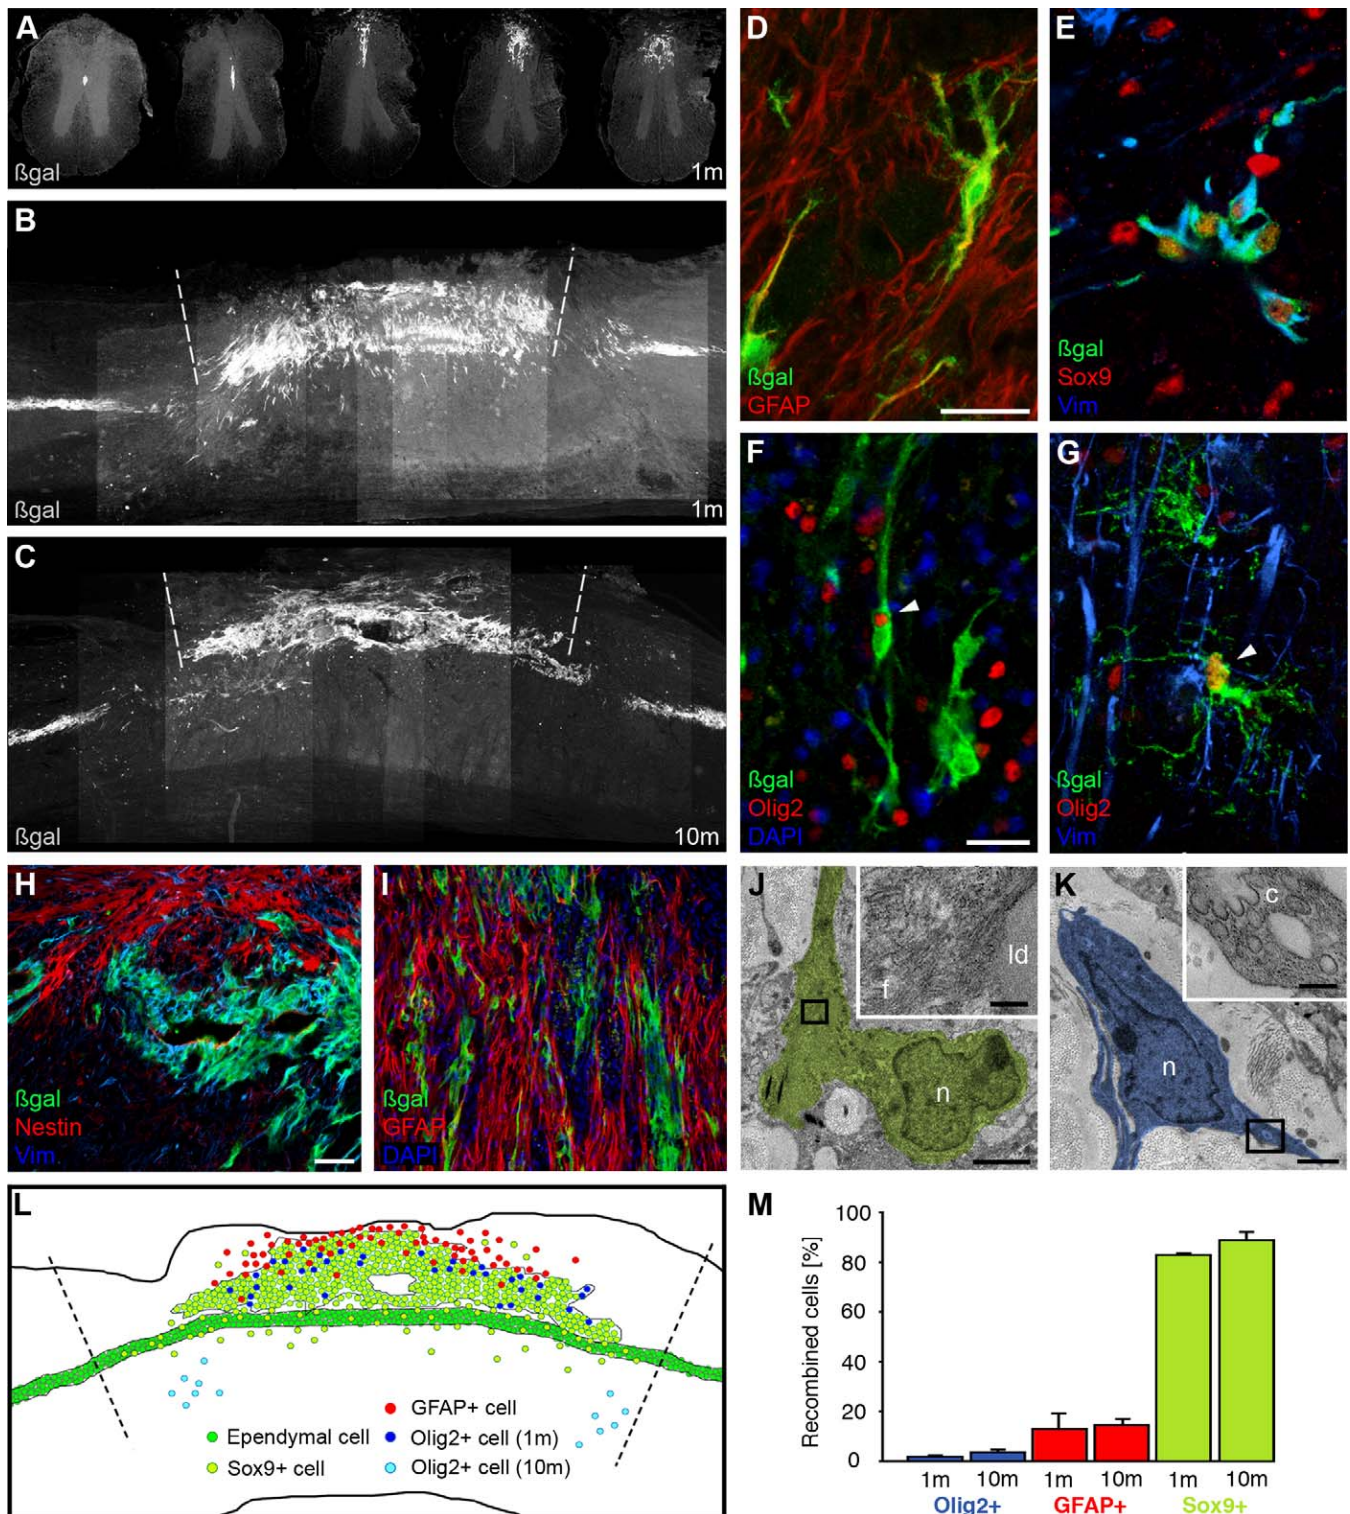 A
ßgal
1m
B
ßgal
1m
C
ßgal
10m
D
ßgal
GFAP
E
ßgal
Sox9
Vim
F
ßgal
Olig2
DAPI
G
ßgal
Olig2
Vim
H
ßgal
Nestin
Vim
I
ßgal
GFAP
DAPI
J
f
ld
n
K
c
n
L
GFAP+ cell
Ependymal cell
Olig2+ cell (1m)
Sox9+ cell
Olig2+ cell (10m)
M
Recombined cells [%]
100
80
60
40
20
0
1m 10m 1m 10m 1m 10m
Olig2+ GFAP+ Sox9+